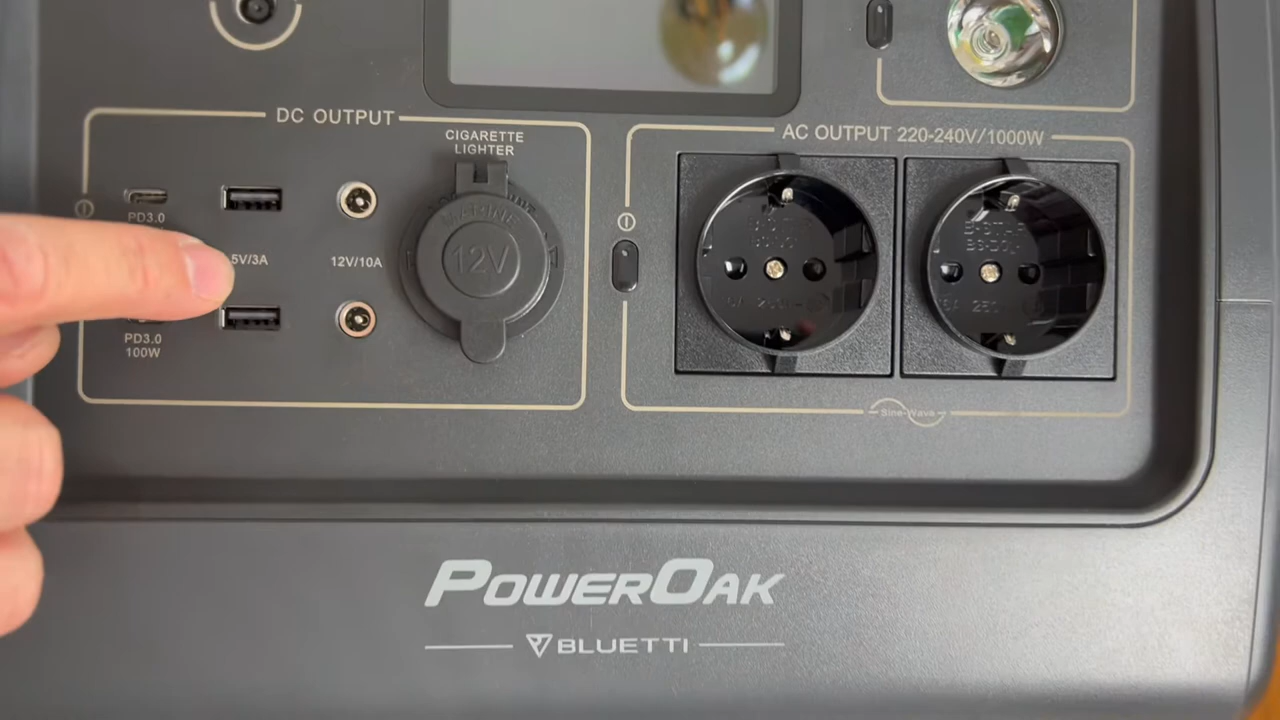 DC OUTPUT
CIGARETTE
LIGHTER
AC OUTPUT 220-240V/1000W
PD3.0
5V/3A
12V/10A
12V
PD3.0
100W
Sine-Wave
POWEROAK
BLUETTI